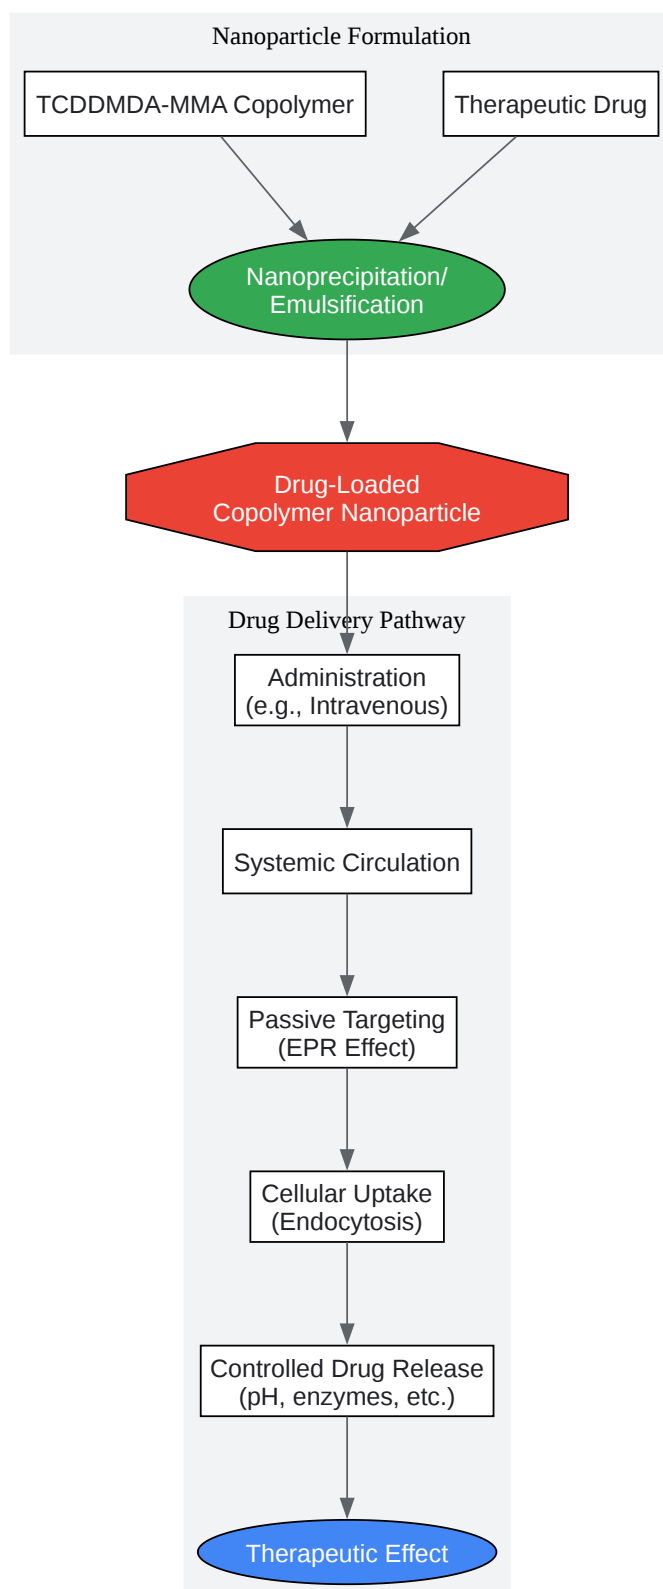 Nanoparticle Formulation
TCDDMDA-MMA Copolymer
Therapeutic Drug
Nanoprecipitation/
Emulsification
Drug-Loaded
Copolymer Nanoparticle
Drug Delivery Pathway
Administration
(e.g., Intravenous)
Systemic Circulation
Passive Targeting
(EPR Effect)
Cellular Uptake
(Endocytosis)
Controlled Drug Release
(pH, enzymes, etc.)
Therapeutic Effect